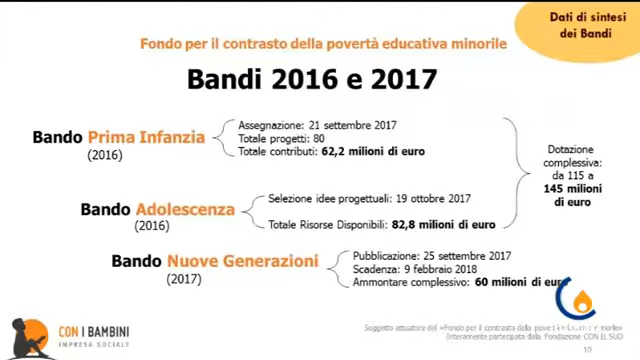 Dati di sintesi
dei Bandi
Fondo per il contrasto della povertà educativa minorile
Bandi 2016 e 2017
Bando Prima Infanzia
(2016)
Assegnazione: 21 settembre 2017
Totale progetti: 80
Totale contributi: 62,2 milioni di euro
Bando Adolescenza
(2016)
Selezione idee progettuali: 19 ottobre 2017
Totale Risorse Disponibili: 82,8 milioni di euro
Dotazione
complessiva:
da 115 a
145 milioni
di euro
Bando Nuove Generazioni
(2017)
Pubblicazione: 25 settembre 2017
Scadenza: 9 febbraio 2018
Ammontare complessivo: 60 milioni di euro
CON I BAMBINI
IMPRESA SOCIALE
Soggetto attuatore del «Fondo per il contrasto della povertà educativa minorile»
Interamente partecipata dalla Fondazione CON IL SUD
10